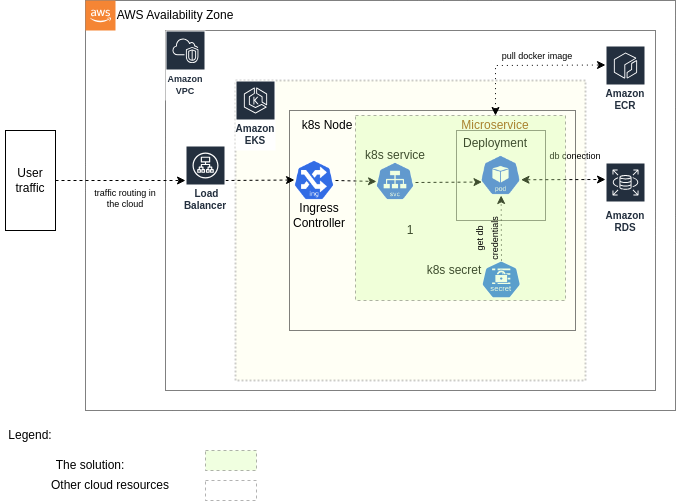 aws
AWS Availability Zone
Amazon
VPC
pull docker image
Amazon
ECR
Amazon
EKS
k8s Node
Microservice
Deployment
k8s service
User
traffic
traffic routing in
the cloud
Load
Balancer
ing
Ingress
Controller
svc
pod
db conection
Amazon
RDS
1
get db
credentials
k8s secret
secret
Legend:
The solution:
Other cloud resources